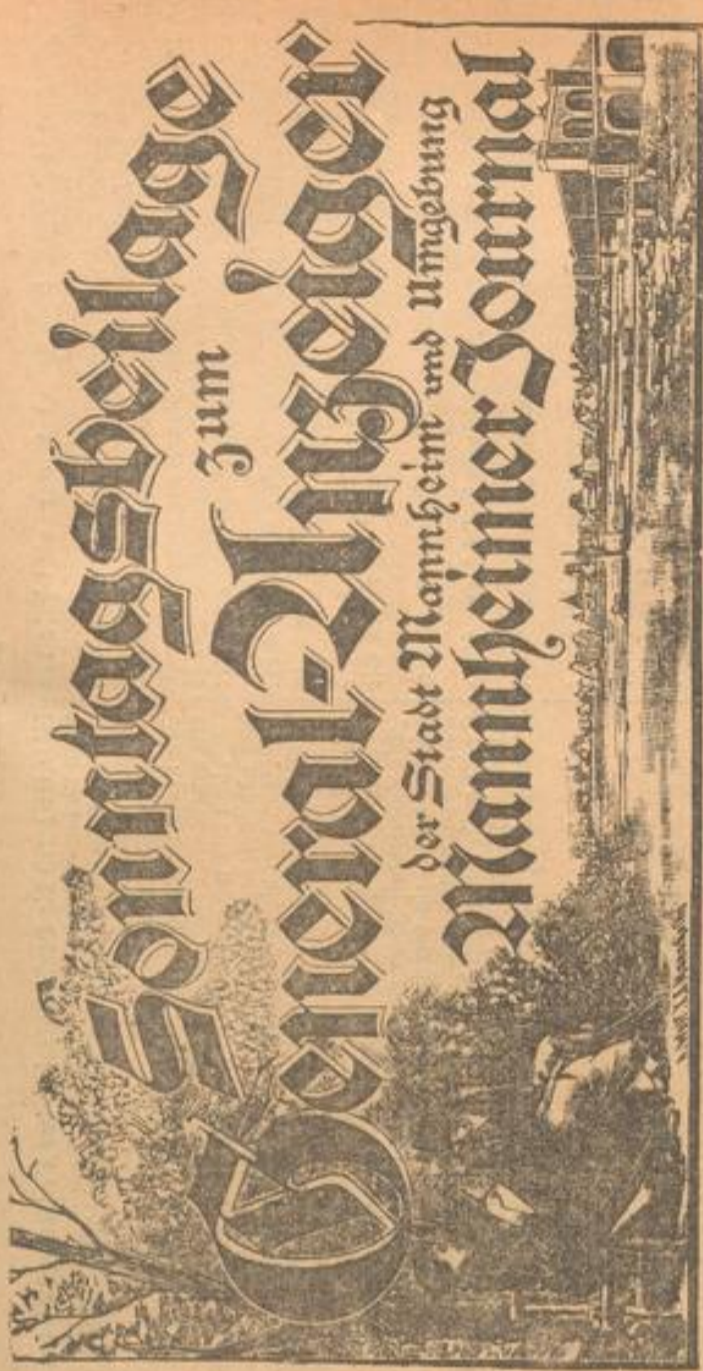 Sonntagsbeilage
zum
General-Anzeiger
der Stadt Mannheim und Umgebung
Mannheimer Journal